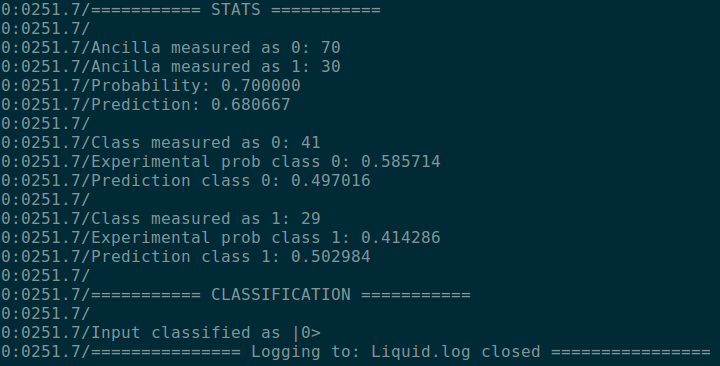 0:0251.7/=========== STATS ===========
0:0251.7/
0:0251.7/Ancilla measured as 0: 70
0:0251.7/Ancilla measured as 1: 30
0:0251.7/Probability: 0.700000
0:0251.7/Prediction: 0.680667
0:0251.7/
0:0251.7/Class measured as 0: 41
0:0251.7/Experimental prob class 0: 0.585714
0:0251.7/Prediction class 0: 0.497016
0:0251.7/
0:0251.7/Class measured as 1: 29
0:0251.7/Experimental prob class 1: 0.414286
0:0251.7/Prediction class 1: 0.502984
0:0251.7/
0:0251.7/=========== CLASSIFICATION ===========
0:0251.7/
0:0251.7/Input classified as |0>
0:0251.7/=============== Logging to: Liquid.log closed ================